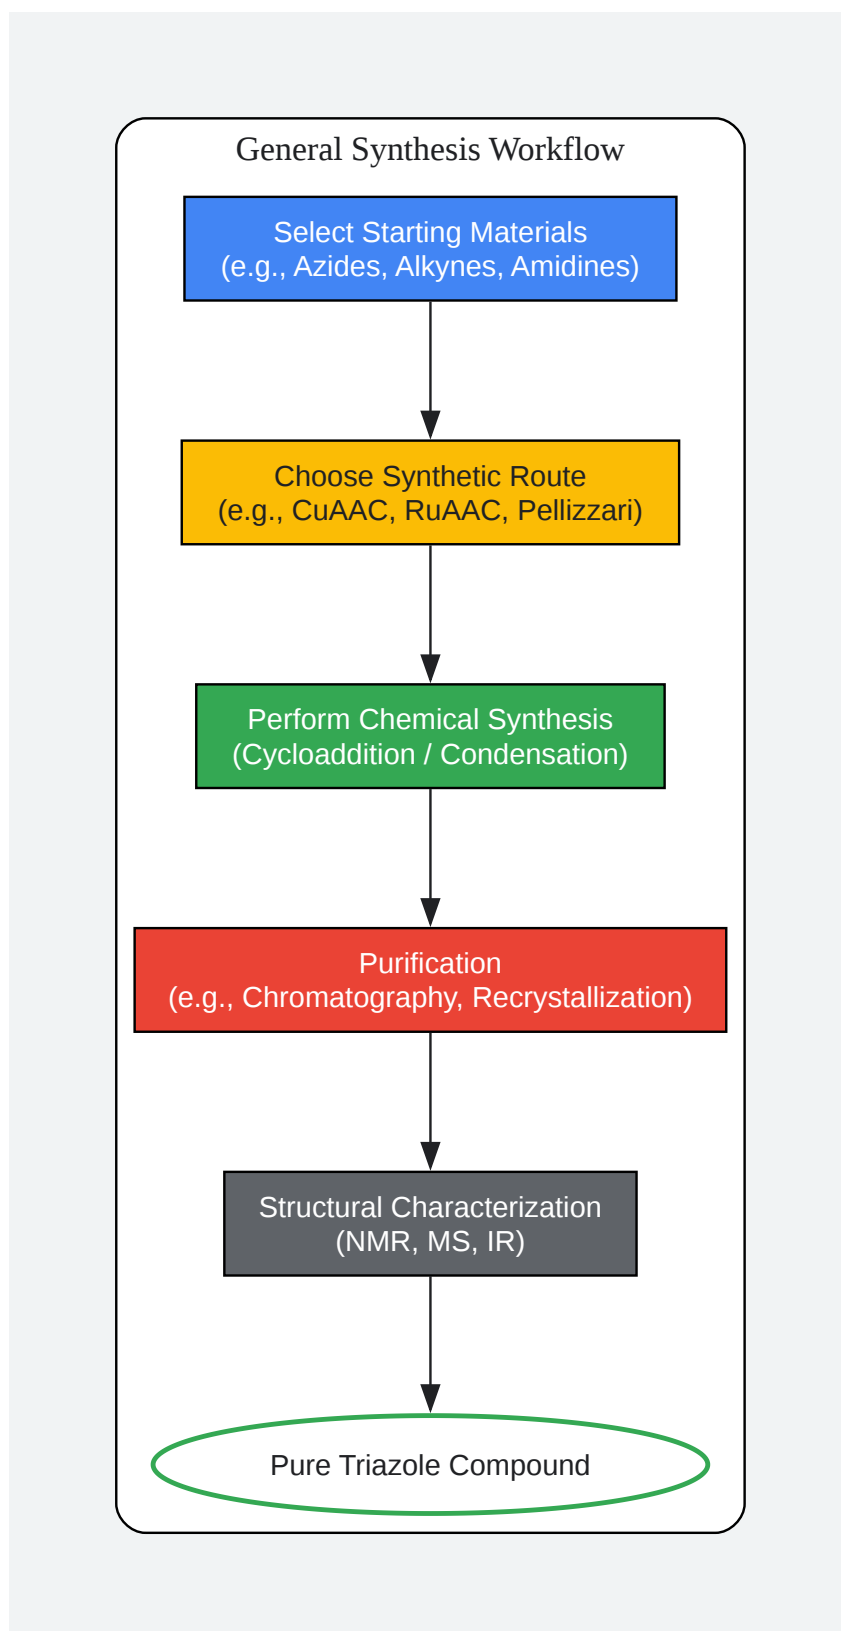 General Synthesis Workflow
Select Starting Materials
(e.g., Azides, Alkynes, Amidines)
Choose Synthetic Route
(e.g., CuAAC, RuAAC, Pellizzari)
Perform Chemical Synthesis
(Cycloaddition / Condensation)
Purification
(e.g., Chromatography, Recrystallization)
Structural Characterization
(NMR, MS, IR)
Pure Triazole Compound